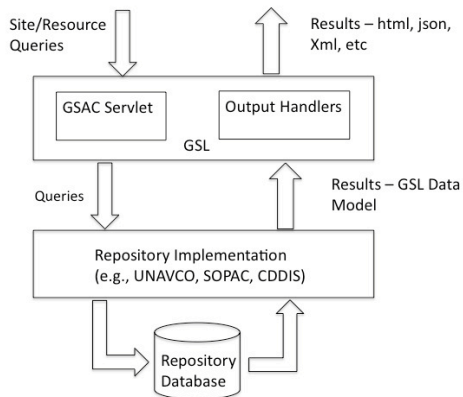 Site/Resource
Queries
Results – html, json,
Xml, etc
GSAC Servlet
Output Handlers
GSL
Queries
Results – GSL Data
Model
Repository Implementation
(e.g., UNAVCO, SOPAC, CDDIS)
Repository
Database